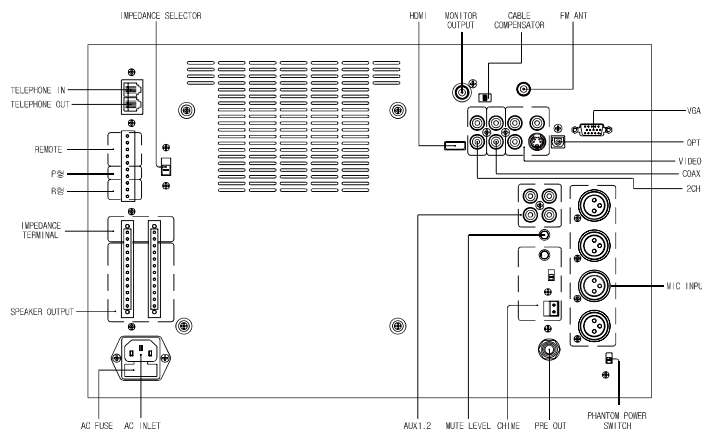 IMPEDANCE SELECTOR
HDMI
MONITOR
OUTPUT
CABLE
COMPENSATOR
FM ANT
TELEPHONE IN
TELEPHONE OUT
VGA
REMOTE
OPT
VIDEO
P형
COAX
R형
2CH
IMPEDANCE
TERMINAL
MIC INPU
SPEAKER OUTPUT
AC FUSE
AC INLET
AUX1.2
MUTE LEVEL
CHIME
PRE OUT
PHANTOM POWER
SWITCH